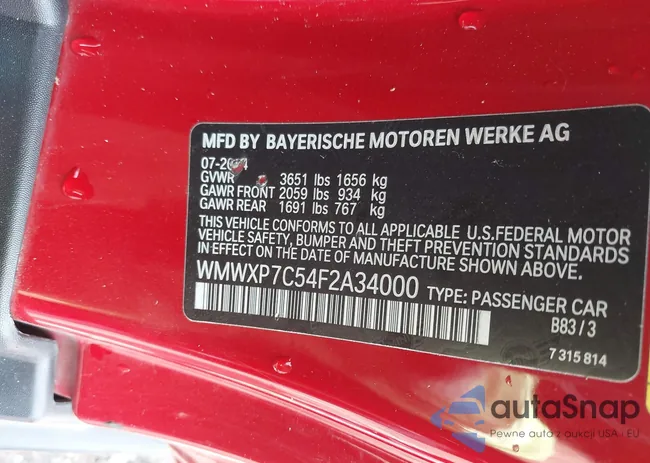 MFD BY BAYERISCHE MOTOREN WERKE AG
GVWR 3651 lbs 1656 kg
GAWR FRONT 2059 lbs 934 kg
GAWR REAR 1691 lbs 767 kg
THIS VEHICLE CONFORMS TO ALL APPLICABLE U.S.FEDERAL MOTOR
VEHICLE SAFETY, BUMPER AND THEFT PREVENTION STANDARDS
IN EFFECT ON THE DATE OF MANUFACTURE SHOWN ABOVE.
WMWXP7C54F2A34000 TYPE: PASSENGER CAR
B83/3
7 315 814
autoSnap
Pewne auto z aukcji USA i EU